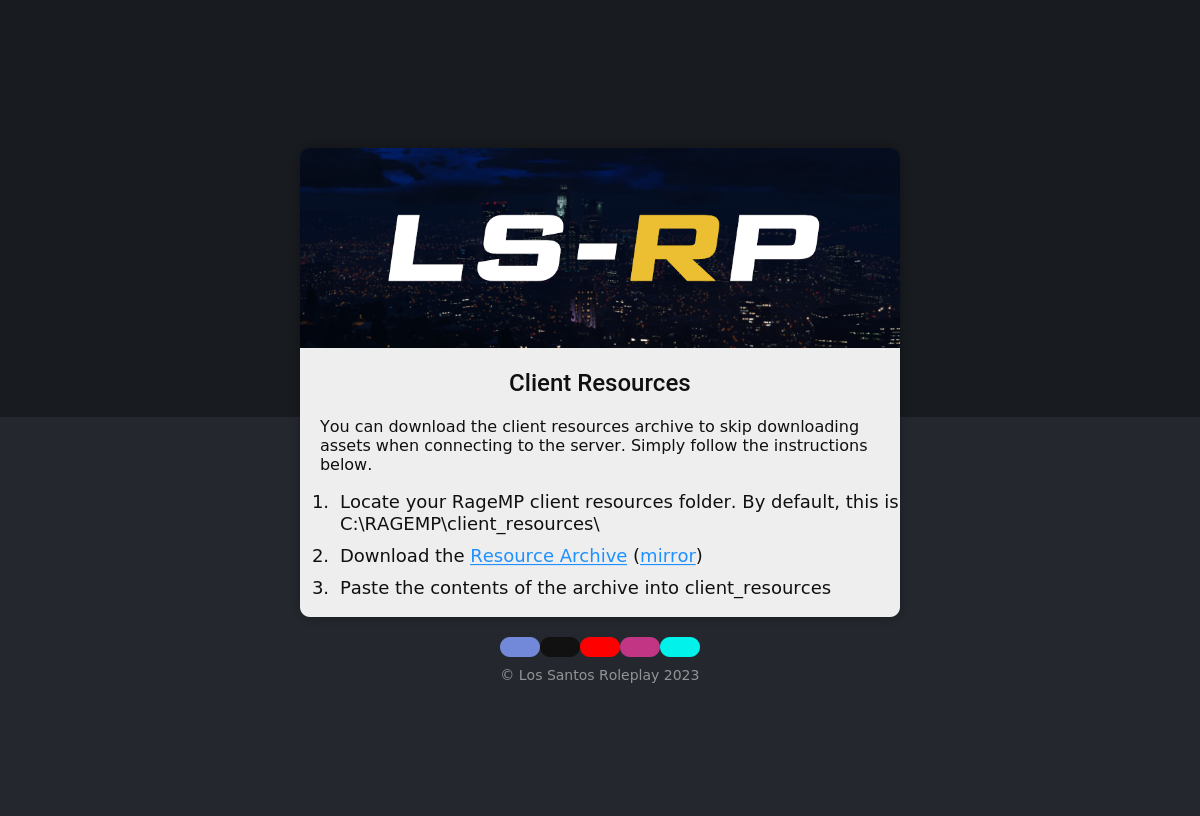 LS-RP
Client Resources
You can download the client resources archive to skip downloading
assets when connecting to the server. Simply follow the instructions
below.
1. Locate your RageMP client resources folder. By default, this is
C:\RAGEMP\client_resources\
2. Download the Resource Archive (mirror)
3. Paste the contents of the archive into client_resources
© Los Santos Roleplay 2023